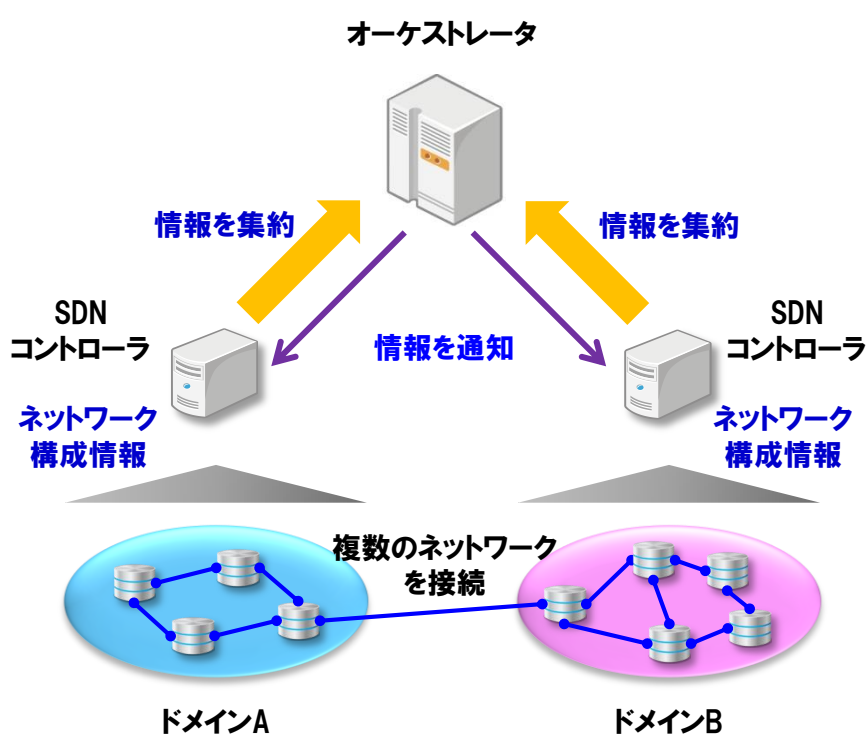 オーケストレータ
情報を集約
情報を集約
SDN
コントローラ
SDN
コントローラ
情報を通知
ネットワーク
構成情報
ネットワーク
構成情報
複数のネットワーク
を接続
ドメインA
ドメインB